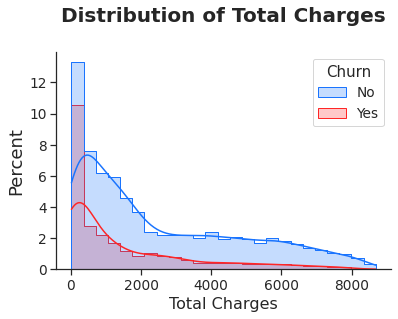 Distribution of Total Charges
Churn
No
Yes
Percent
12
10
8
6
4
2
0
0 2000 4000 6000 8000
Total Charges